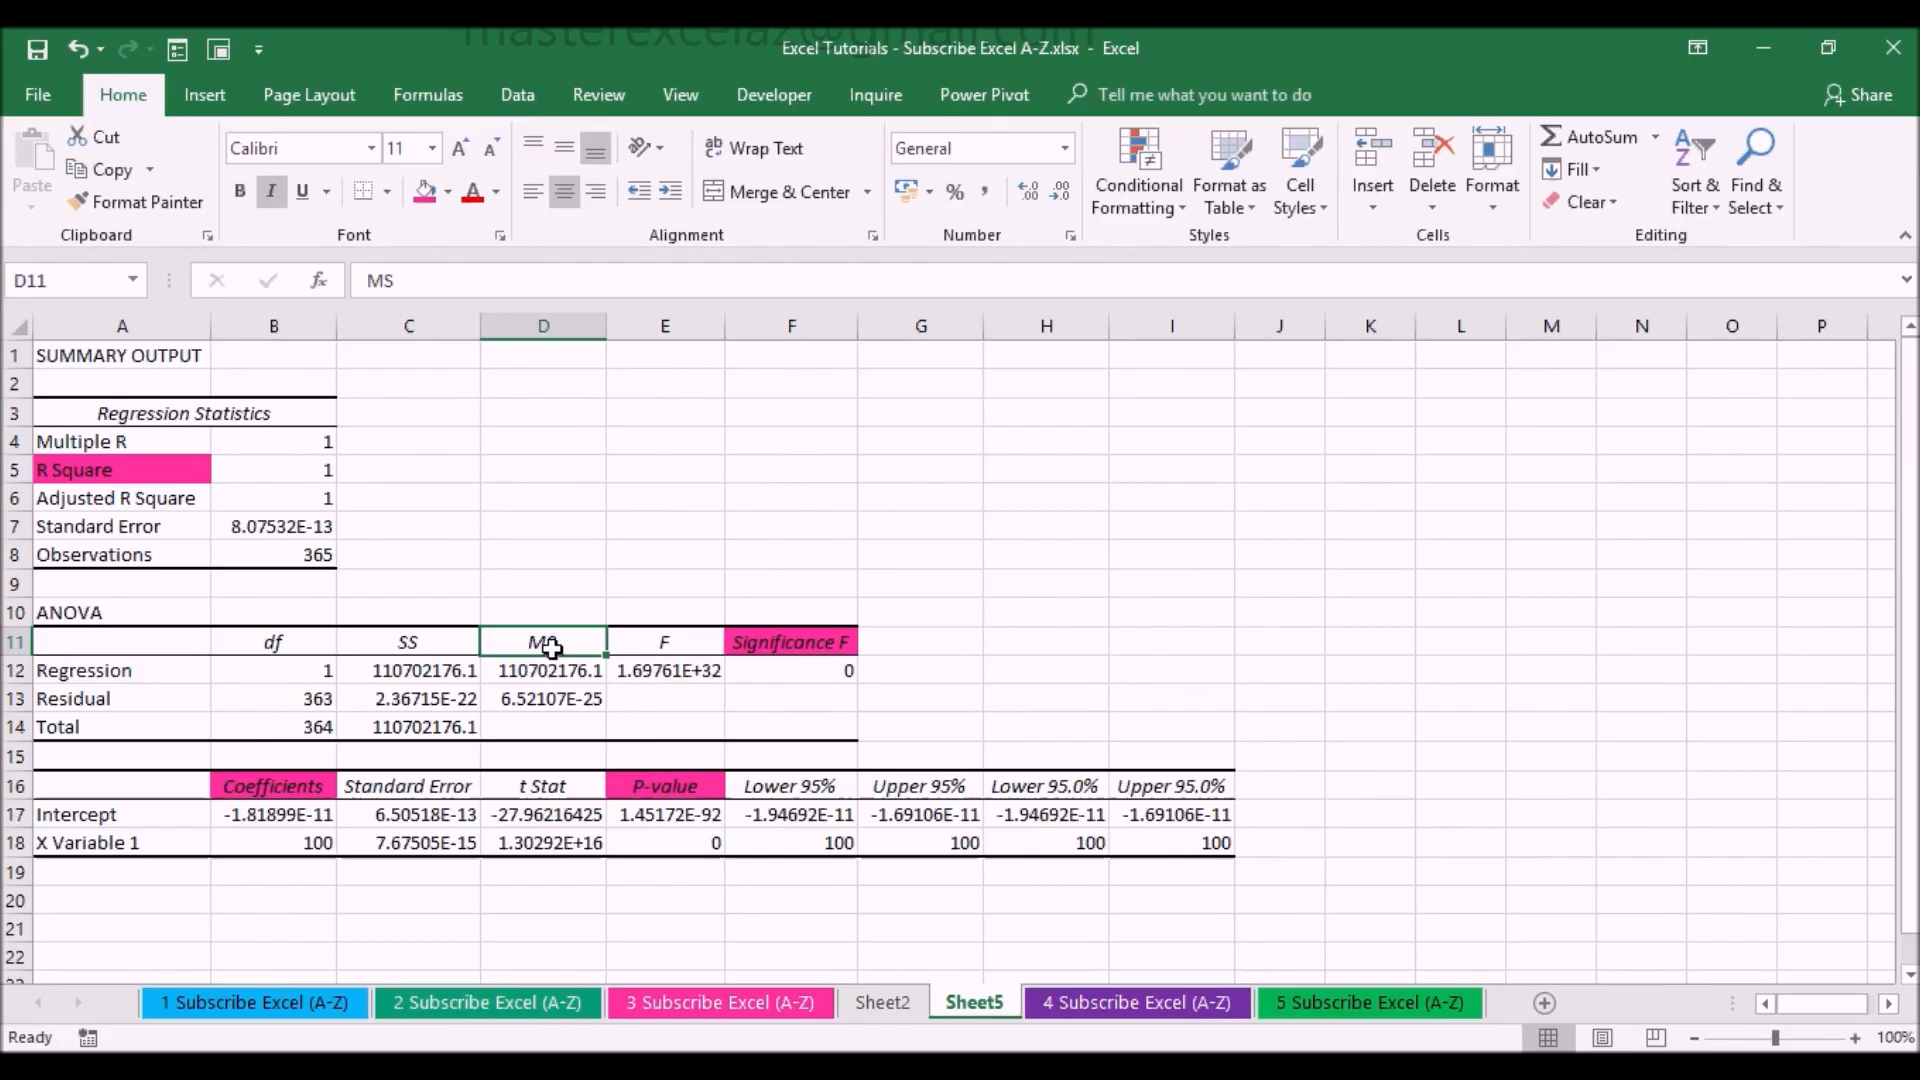 masterexcelaz@gmail.com
Excel Tutorials - Subscribe Excel A-Z.xlsx - Excel
File Home Insert Page Layout Formulas Data Review View Developer Inquire Power Pivot Tell me what you want to do Share
Paste
Cut
Copy
Format Painter
Clipboard
Calibri 11
B I U
Font
Wrap Text
Merge & Center
Alignment
General
%
Number
Conditional Formatting
Format as Table
Cell Styles
Styles
Insert Delete Format
Cells
AutoSum
Fill
Clear
Sort & Filter
Find & Select
Editing
D11 fx MS
A B C D E F G H I J K L M N O P
1 SUMMARY OUTPUT
2
3 Regression Statistics
4 Multiple R 1
5 R Square 1
6 Adjusted R Square 1
7 Standard Error 8.07532E-13
8 Observations 365
9
10 ANOVA
11 df SS MS F Significance F
12 Regression 1 110702176.1 110702176.1 1.69761E+32 0
13 Residual 363 2.36715E-22 6.52107E-25
14 Total 364 110702176.1
15
16 Coefficients Standard Error t Stat P-value Lower 95% Upper 95% Lower 95.0% Upper 95.0%
17 Intercept -1.81899E-11 6.50518E-13 -27.96216425 1.45172E-92 -1.94692E-11 -1.69106E-11 -1.94692E-11 -1.69106E-11
18 X Variable 1 100 7.67505E-15 1.30292E+16 0 100 100 100 100
19
20
21
22
1 Subscribe Excel (A-Z) 2 Subscribe Excel (A-Z) 3 Subscribe Excel (A-Z) Sheet2 Sheet5 4 Subscribe Excel (A-Z) 5 Subscribe Excel (A-Z)
Ready 100%